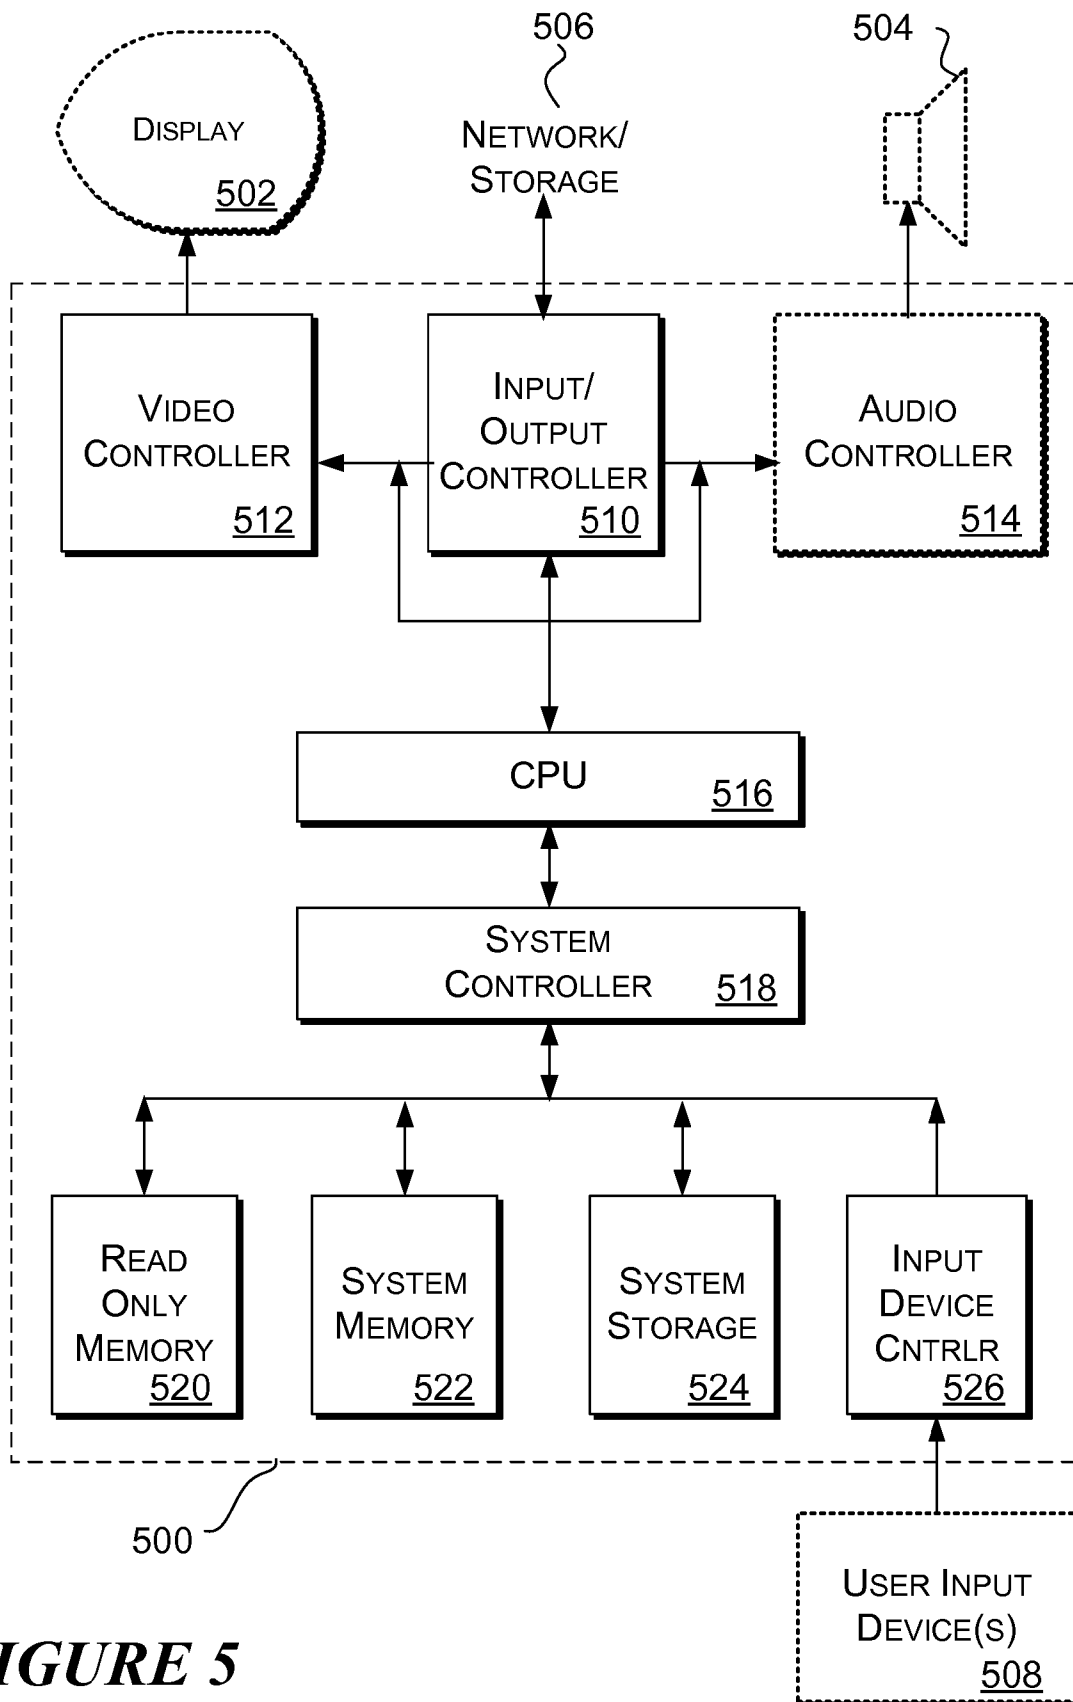 506
504
DISPLAY
502
NETWORK/
STORAGE
VIDEO
CONTROLLER
512
INPUT/
OUTPUT
CONTROLLER
510
AUDIO
CONTROLLER
514
CPU
516
SYSTEM
CONTROLLER
518
READ
ONLY
MEMORY
520
SYSTEM
MEMORY
522
SYSTEM
STORAGE
524
INPUT
DEVICE
CNTRLR
526
500
USER INPUT
DEVICE(S)
508
IGURE 5